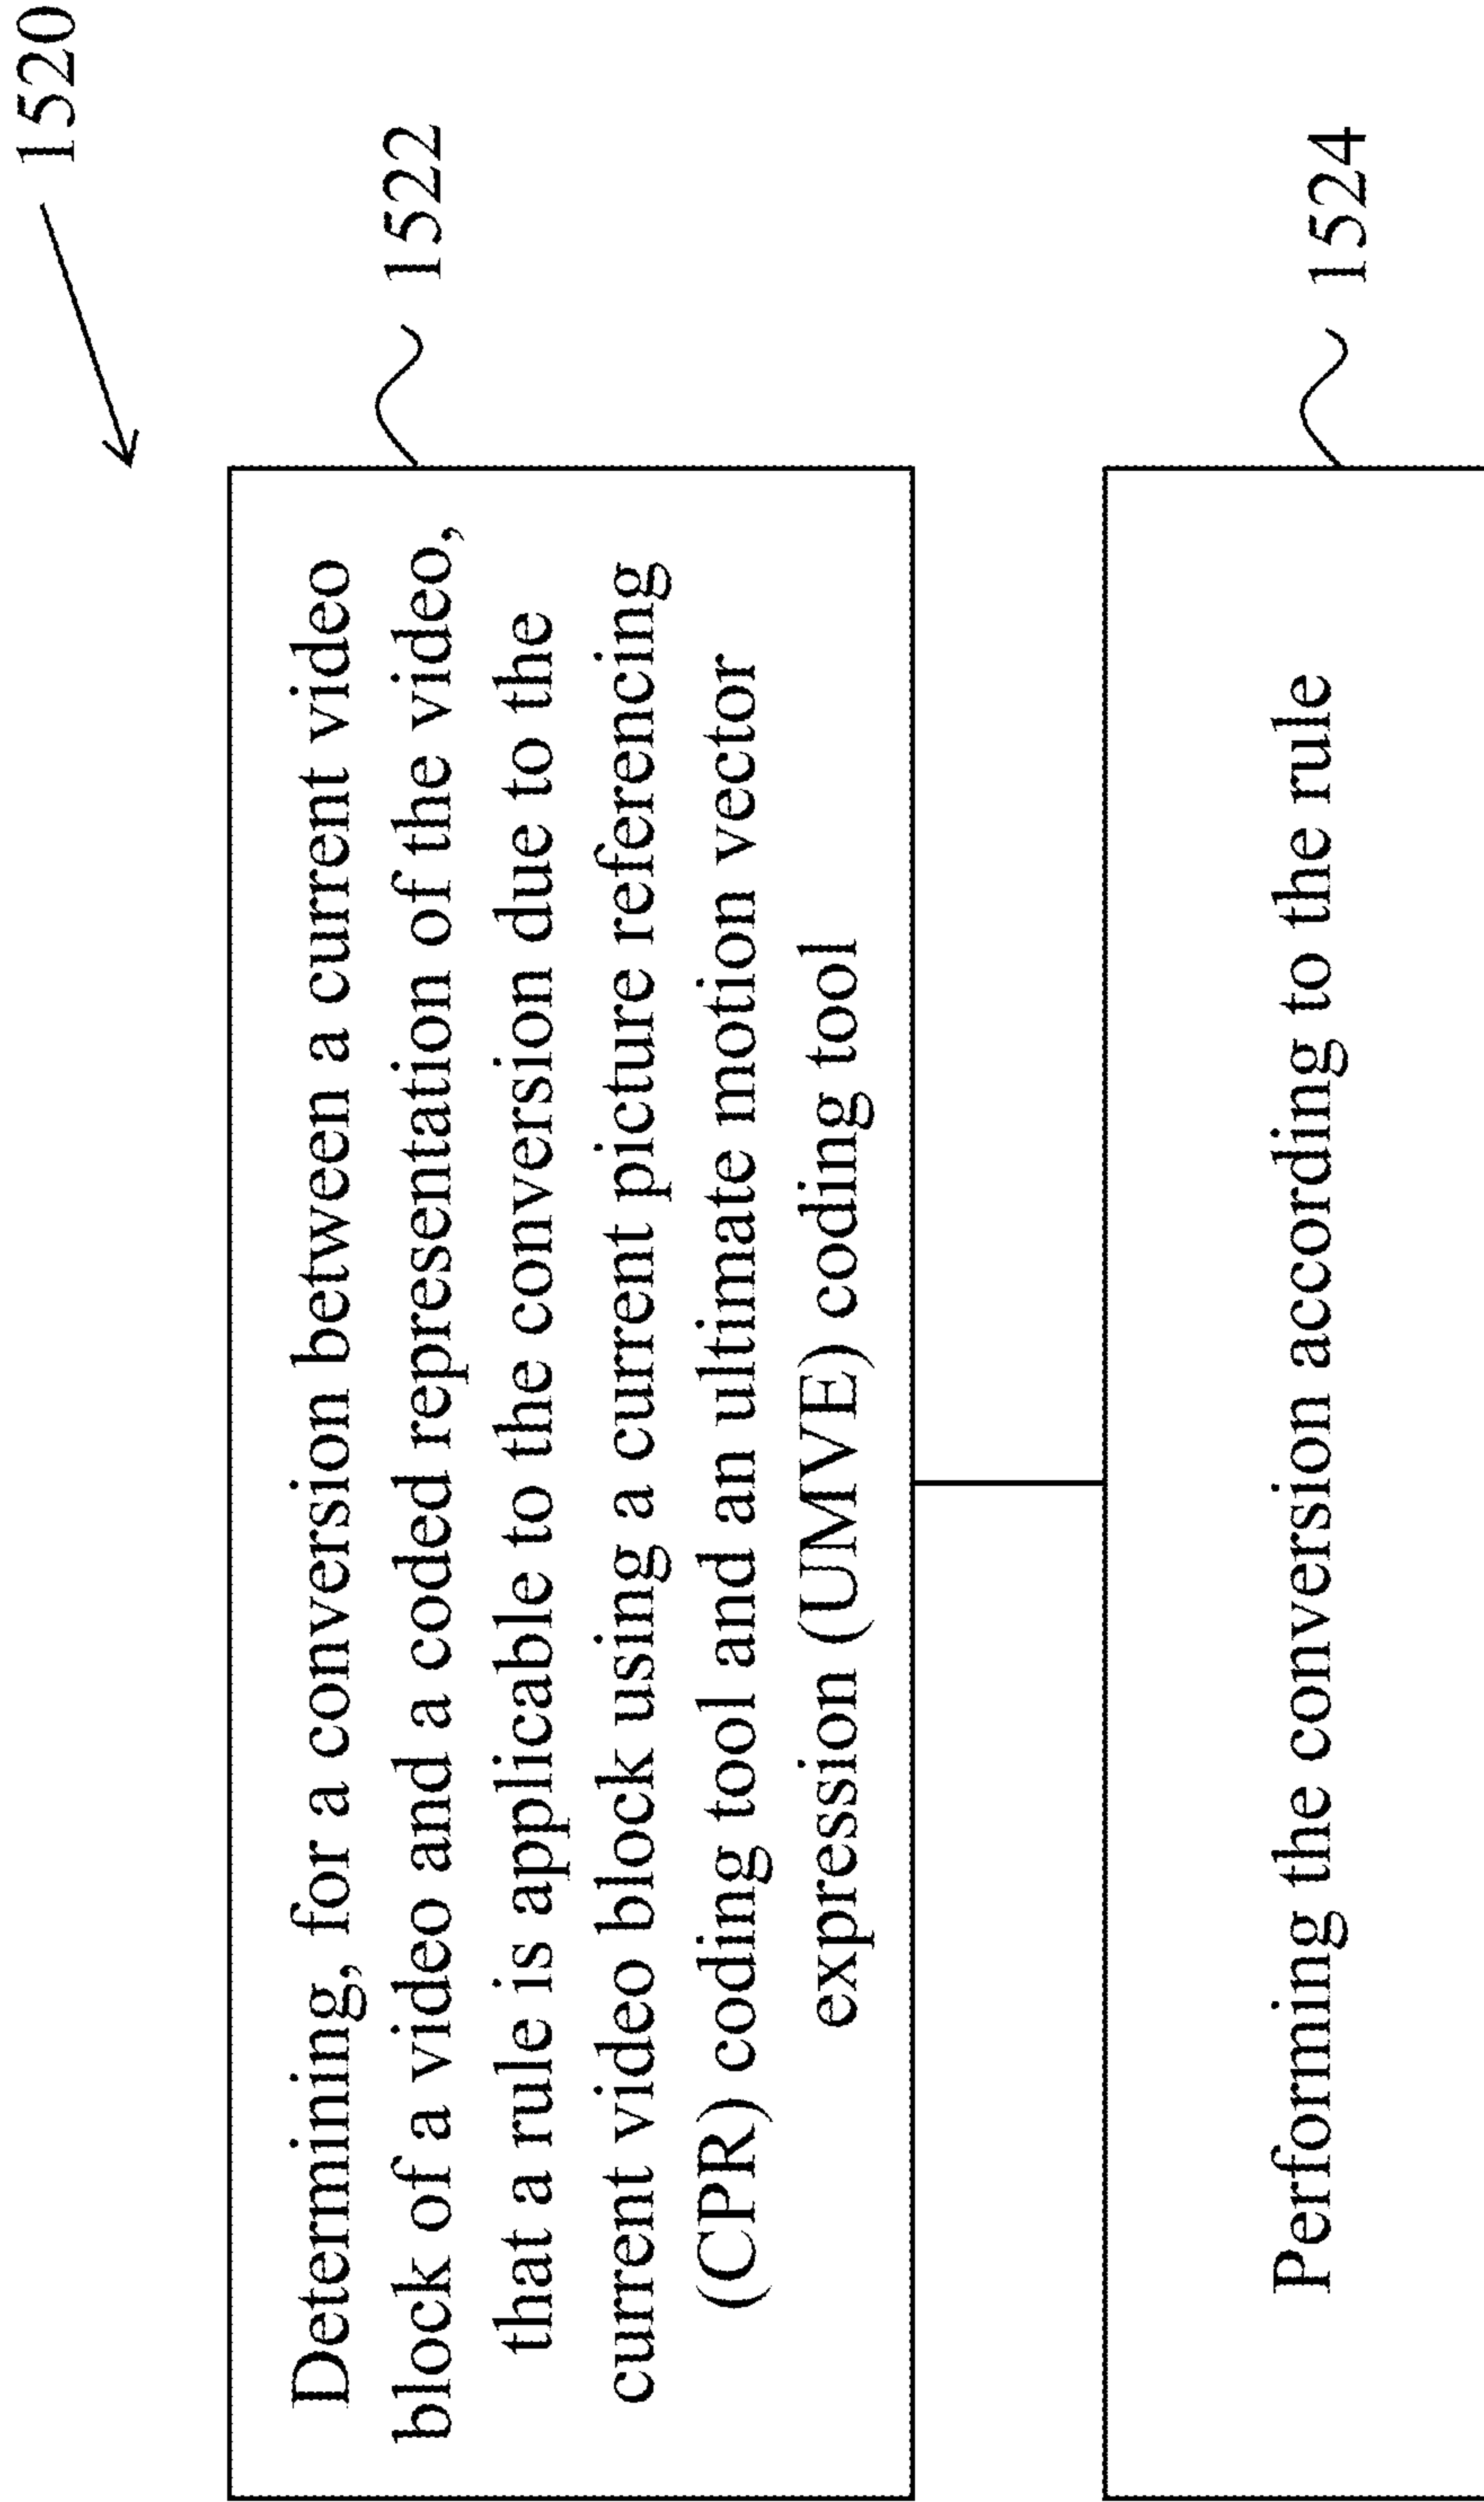 1520
Determining, for a conversion between a current video
block of a video and a coded representation of the video,
that a rule is applicable to the conversion due to the
current video block using a current picture referencing
(CPR) coding tool and an ultimate motion vector
expression (UMVE) coding tool
1522
Performing the conversion according to the rule
1524